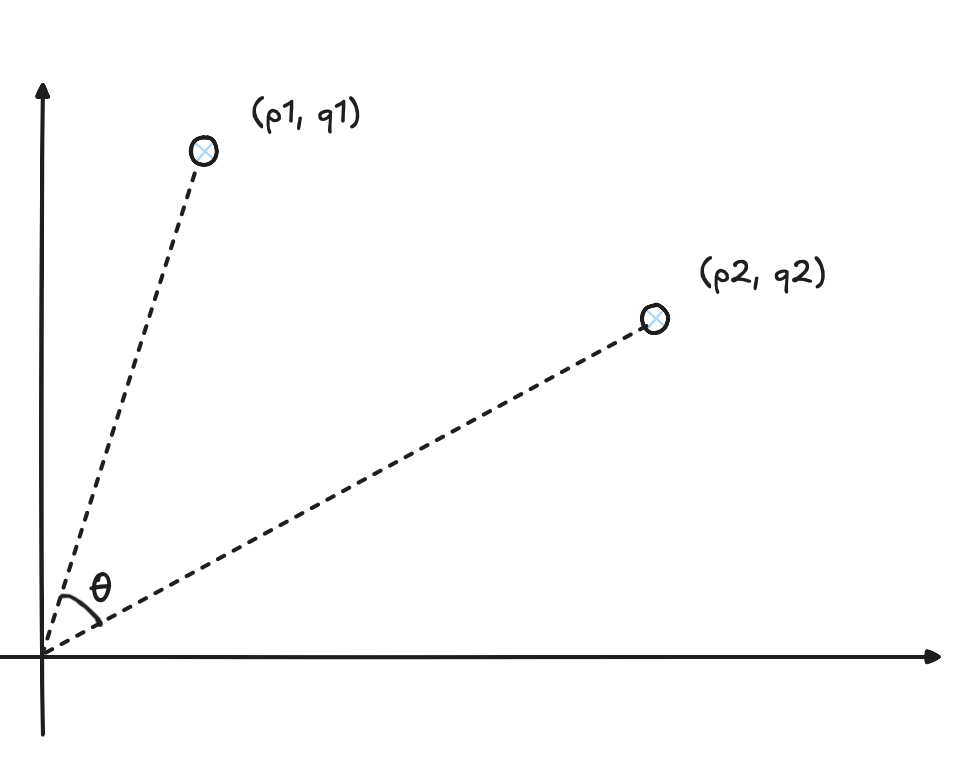 (p1, q1)
(p2, q2)
θ